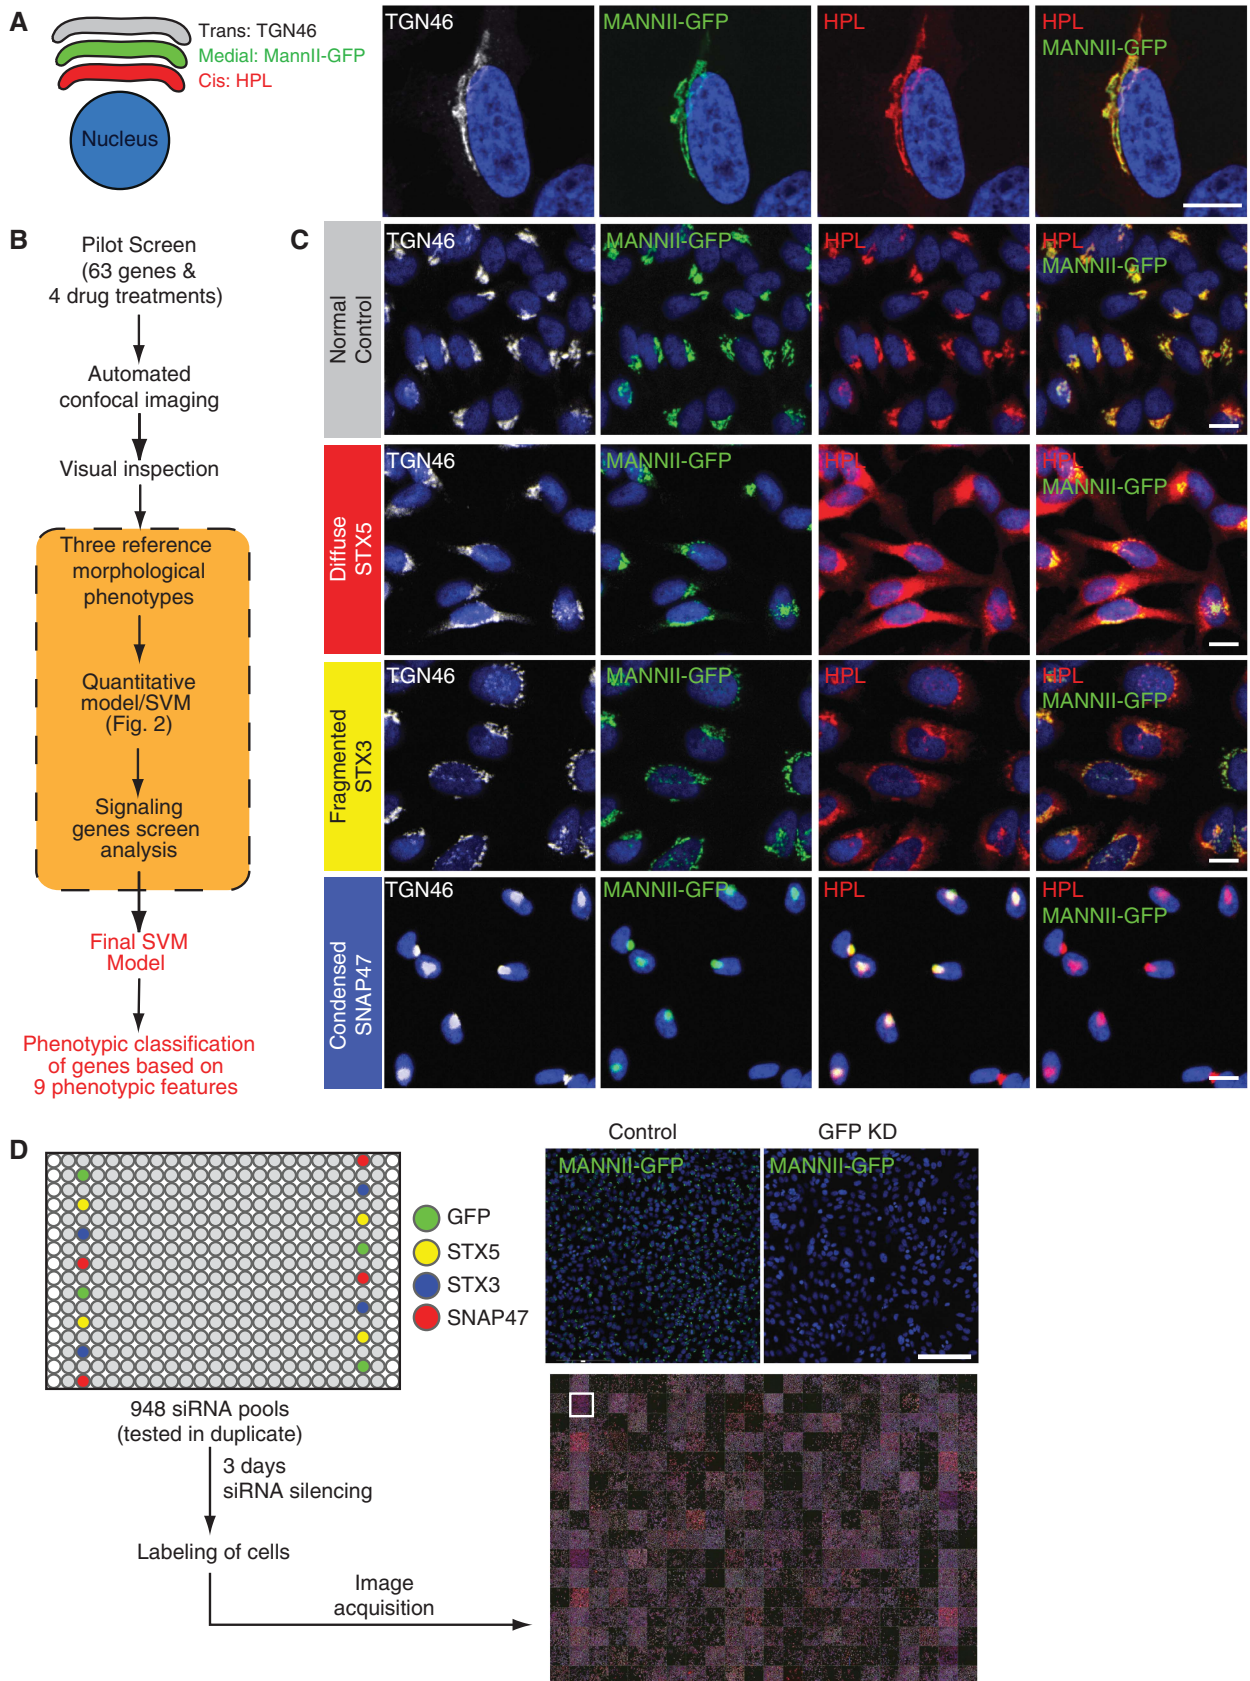 A
Trans: TGN46
Medial: MannII-GFP
Cis: HPL
Nucleus
TGN46
MANNII-GFP
HPL
HPL
MANNII-GFP
B
Pilot Screen
(63 genes &
4 drug treatments)
Automated
confocal imaging
Visual inspection
Three reference
morphological
phenotypes
Quantitative
model/SVM
(Fig. 2)
Signaling
genes screen
analysis
Final SVM
Model
Phenotypic classification
of genes based on
9 phenotypic features
C
Normal
Control
TGN46
MANNII-GFP
HPL
HPL
MANNII-GFP
Diffuse
STX5
TGN46
MANNII-GFP
HPL
HPL
MANNII-GFP
Fragmented
STX3
TGN46
MANNII-GFP
HPL
HPL
MANNII-GFP
Condensed
SNAP47
TGN46
MANNII-GFP
HPL
HPL
MANNII-GFP
D
GFP
STX5
STX3
SNAP47
948 siRNA pools
(tested in duplicate)
3 days
siRNA silencing
Labeling of cells
Image
acquisition
Control
GFP KD
MANNII-GFP
MANNII-GFP